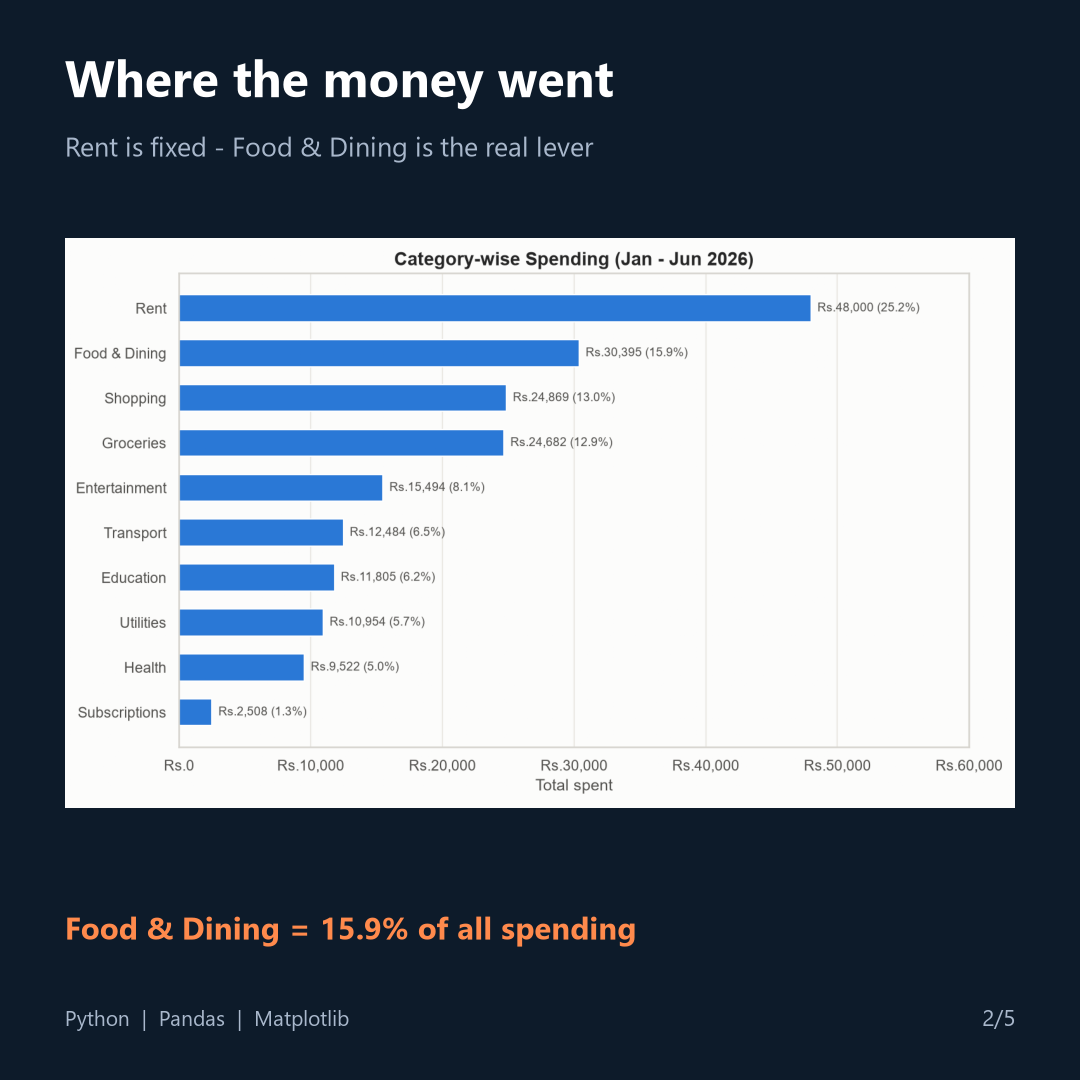 Where the money went
Rent is fixed - Food & Dining is the real lever
Category-wise Spending (Jan - Jun 2026)
Rent Rs.48,000 (25.2%)
Food & Dining Rs.30,395 (15.9%)
Shopping Rs.24,869 (13.0%)
Groceries Rs.24,682 (12.9%)
Entertainment Rs.15,494 (8.1%)
Transport Rs.12,484 (6.5%)
Education Rs.11,805 (6.2%)
Utilities Rs.10,954 (5.7%)
Health Rs.9,522 (5.0%)
Subscriptions Rs.2,508 (1.3%)
Rs.0 Rs.10,000 Rs.20,000 Rs.30,000 Rs.40,000 Rs.50,000 Rs.60,000
Total spent
Food & Dining = 15.9% of all spending
Python | Pandas | Matplotlib 2/5